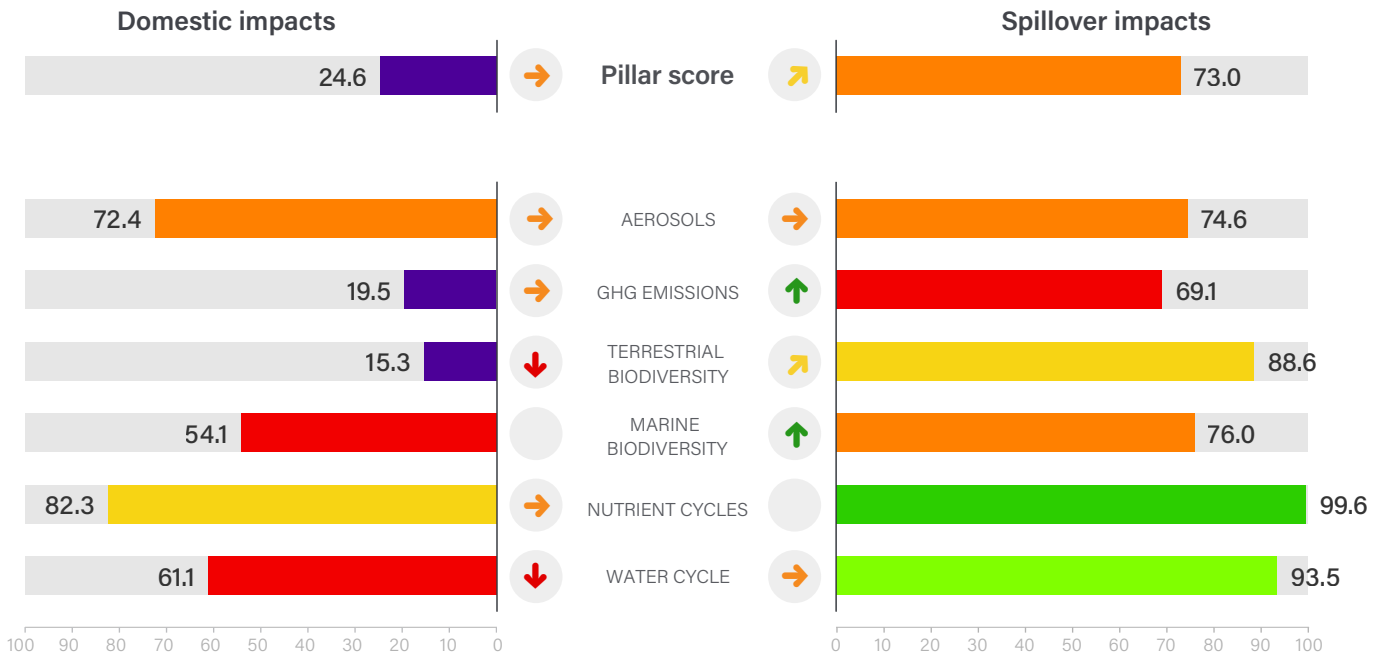 Domestic impacts
Spillover impacts
24.6
Pillar score
73.0
72.4
AEROSOLS
74.6
19.5
GHG EMISSIONS
69.1
15.3
TERRESTRIAL
BIODIVERSITY
88.6
54.1
MARINE
BIODIVERSITY
76.0
82.3
NUTRIENT CYCLES
99.6
61.1
WATER CYCLE
93.5
100 90 80 70 60 50 40 30 20 10 0
0 10 20 30 40 50 60 70 80 90 100